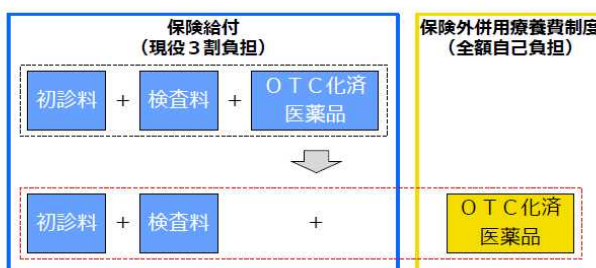 保険給付
(現役3割負担)
保険外併用療養費制度
(全額自己負担)
初診料 + 検査料 + OTC化済
医薬品
初診料 + 検査料 + OTC化済
医薬品